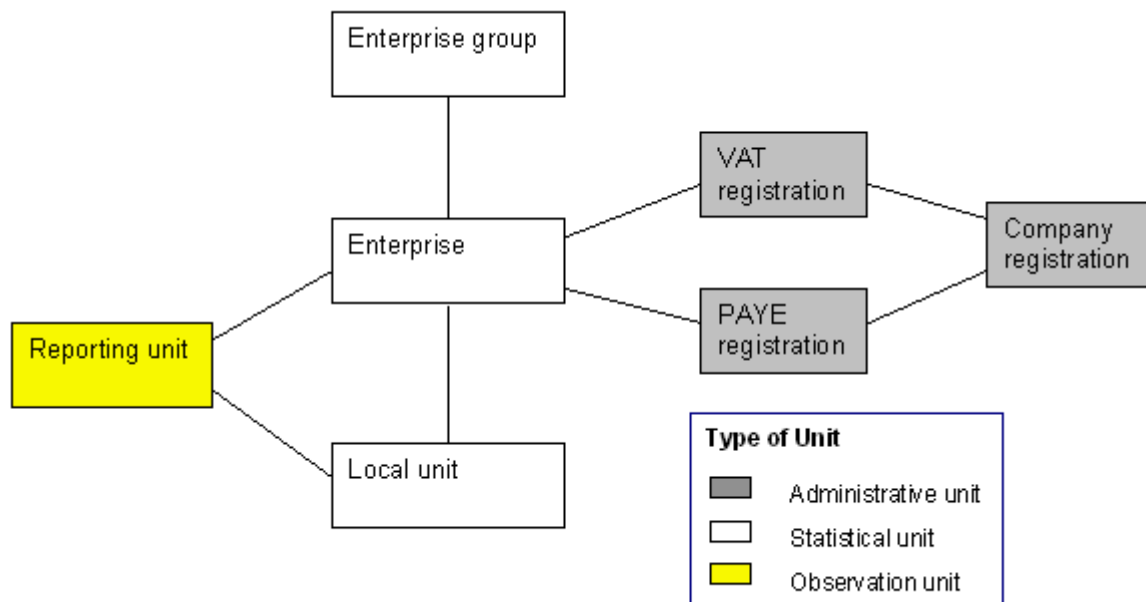 Enterprise group
VAT
registration
Company
registration
Enterprise
PAYE
registration
Reporting unit
Local unit
Type of Unit
Administrative unit
Statistical unit
Observation unit